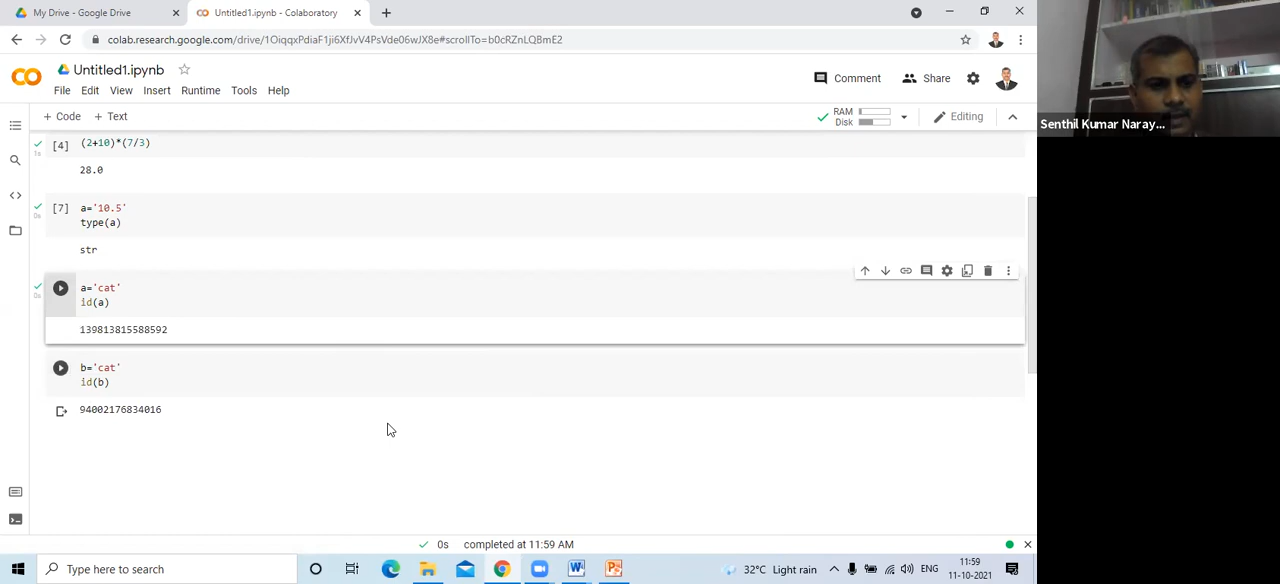 My Drive - Google Drive
Untitled1.ipynb - Colaboratory
colab.research.google.com/drive/1OiqqxPdiaF1ji6XfJvV4PsVde06wJX8e#scrollTo=b0cRZnLQBmE2
Untitled1.ipynb
Comment
Share
File Edit View Insert Runtime Tools Help
+ Code + Text
RAM
Disk
Editing
[4] (2+10)*(7/3)
1s
28.0
[7] a='10.5'
0s
type(a)
str
a='cat'
0s
id(a)
139813815588592
b='cat'
id(b)
94002176834016
0s completed at 11:59 AM
Type here to search
32°C Light rain
ENG
11:59
11-10-2021
Senthil Kumar Naray...